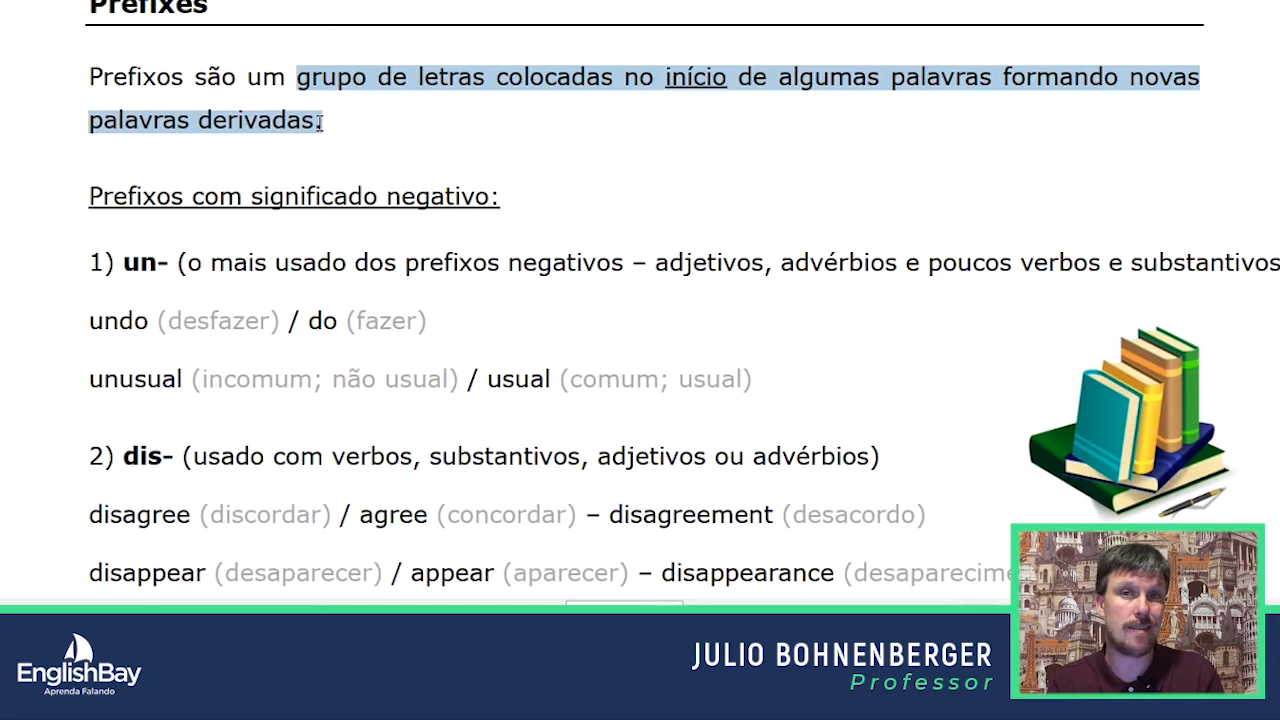 Prefixes
Prefixos são um grupo de letras colocadas no início de algumas palavras formando novas
palavras derivadas.
Prefixos com significado negativo:
1) un- (o mais usado dos prefixos negativos – adjetivos, advérbios e poucos verbos e substantivos
undo (desfazer) / do (fazer)
unusual (incomum; não usual) / usual (comum; usual)
2) dis- (usado com verbos, substantivos, adjetivos ou advérbios)
disagree (discordar) / agree (concordar) – disagreement (desacordo)
disappear (desaparecer) / appear (aparecer) – disappearance (desaparecime
EnglishBay
Aprenda Falando
JULIO BOHNENBERGER
Professor